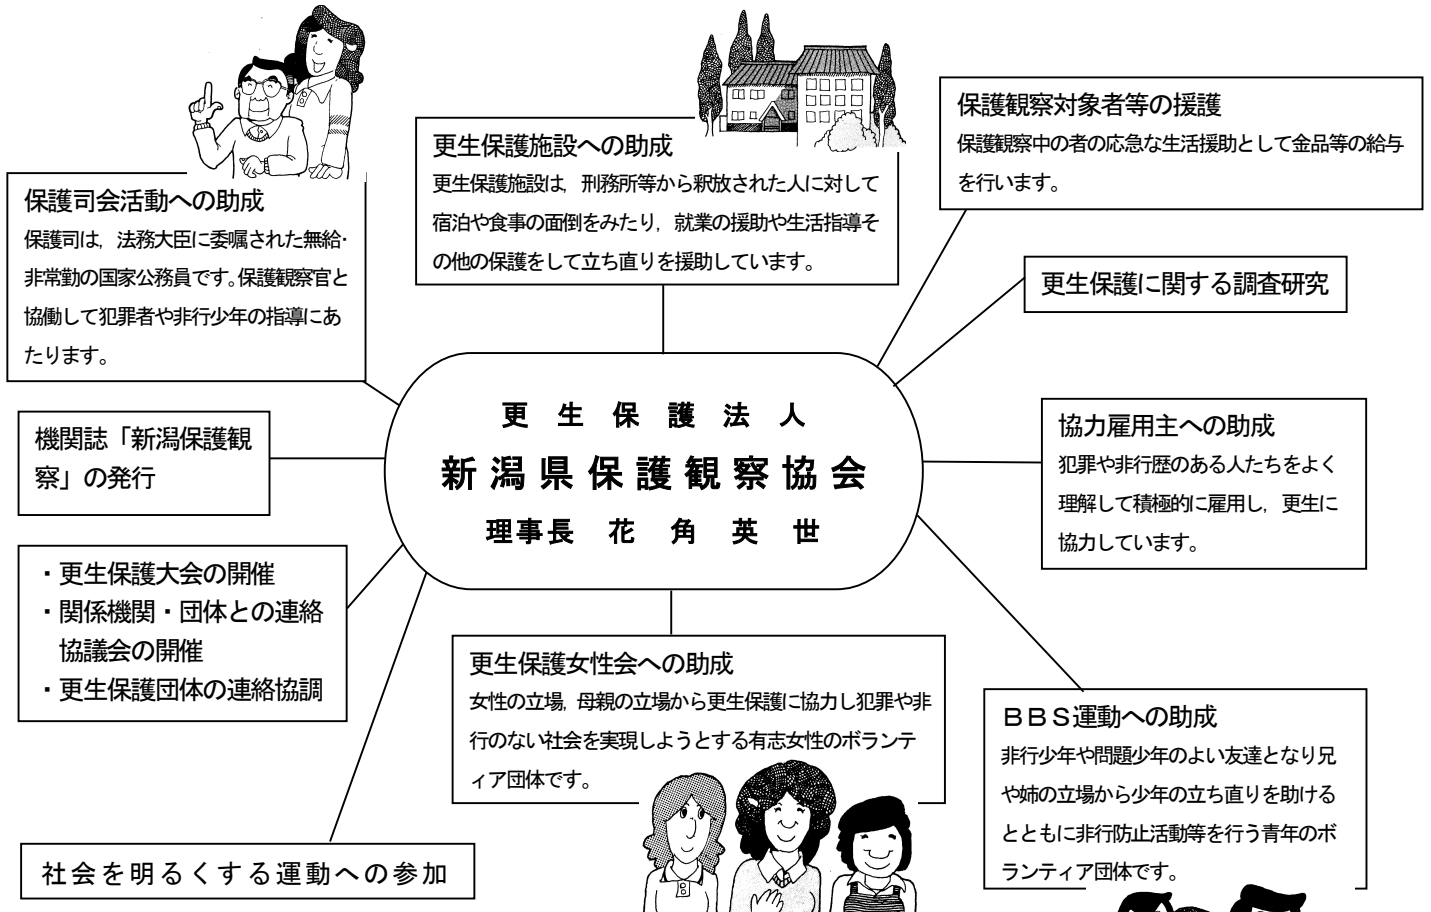 保護司会活動への助成
保護司は，法務大臣に委嘱された無給・
非常勤の国家公務員です。保護観察官と
協働して犯罪者や非行少年の指導にあ
たります。
更生保護施設への助成
更生保護施設は，刑務所等から釈放された人に対して
宿泊や食事の面倒をみたり，就業の援助や生活指導そ
の他の保護をして立ち直りを援助しています。
保護観察対象者等の援護
保護観察中の者の応急な生活援助として金品等の給与
を行います。
更生保護に関する調査研究
機関誌「新潟保護観
察」の発行
更生保護法人
新潟県保護観察協会
理事長　花角英世
協力雇用主への助成
犯罪や非行歴のある人たちをよく
理解して積極的に雇用し，更生に
協力しています。
・更生保護大会の開催
・関係機関・団体との連絡
協議会の開催
・更生保護団体の連絡協調
更生保護女性会への助成
女性の立場，母親の立場から更生保護に協力し犯罪や非
行のない社会を実現しようとする有志女性のボランテ
ィア団体です。
ＢＢＳ運動への助成
非行少年や問題少年のよい友達となり兄
や姉の立場から少年の立ち直りを助ける
とともに非行防止活動等を行う青年のボ
ランティア団体です。
社会を明るくする運動への参加